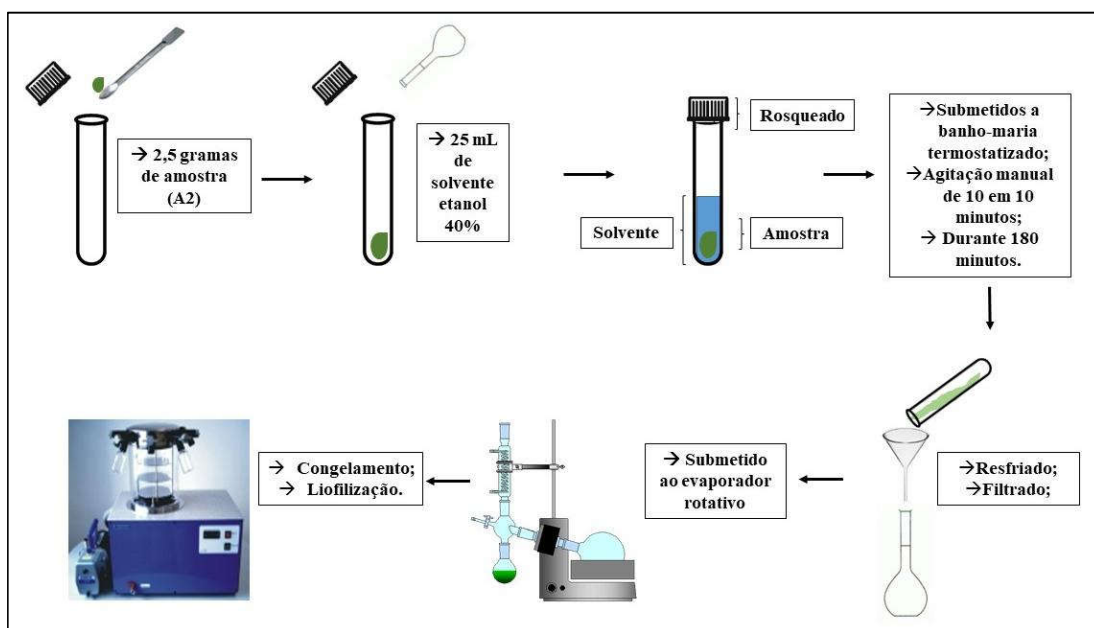 → 2,5 gramas
de amostra
(A2)
→ 25 mL
de
solvente
etanol
40%
Rosqueado
Solvente
Amostra
→Submetidos a
banho-maria
termostatizado;
→Agitação manual
de 10 em 10
minutos;
→ Durante 180
minutos.
→Resfriado;
→Filtrado;
→ Submetido
ao evaporador
rotativo
→ Congelamento;
→ Liofilização.